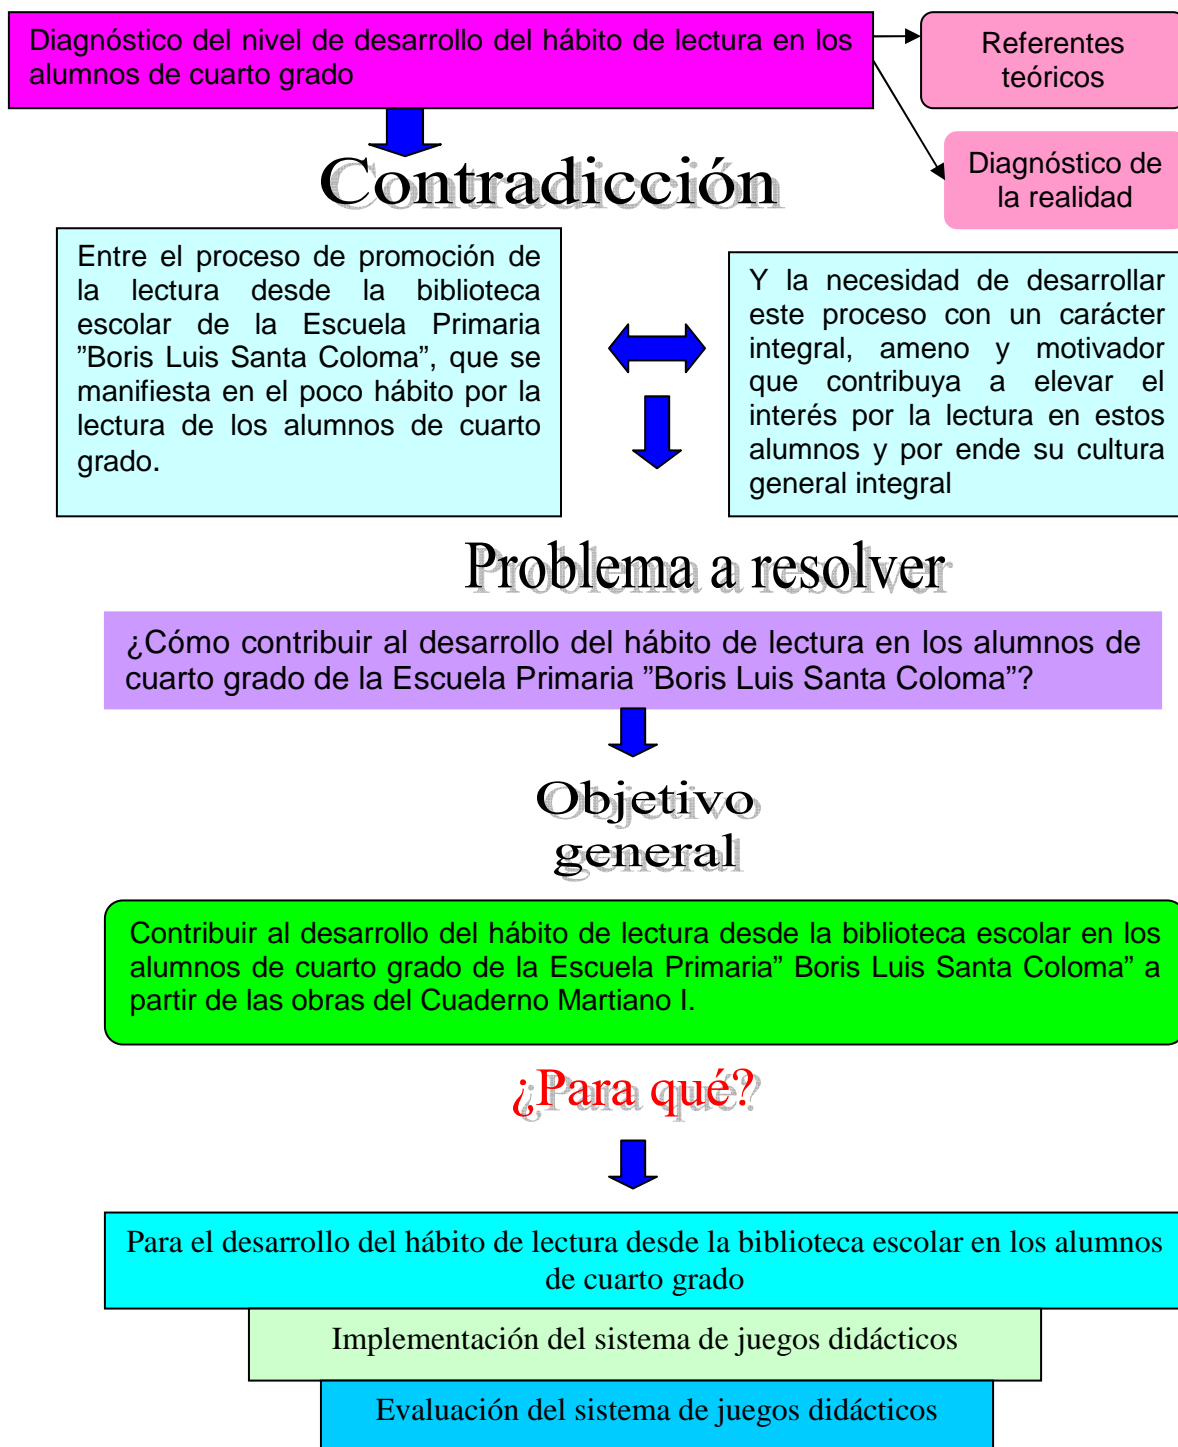 Diagnóstico del nivel de desarrollo del hábito de lectura en los
alumnos de cuarto grado
Referentes
teóricos
Diagnóstico de
la realidad
Contradicción
Entre el proceso de promoción de
la lectura desde la biblioteca
escolar de la Escuela Primaria
”Boris Luis Santa Coloma”, que se
manifiesta en el poco hábito por la
lectura de los alumnos de cuarto
grado.
Y la necesidad de desarrollar
este proceso con un carácter
integral, ameno y motivador
que contribuya a elevar el
interés por la lectura en estos
alumnos y por ende su cultura
general integral
Problema a resolver
¿Cómo contribuir al desarrollo del hábito de lectura en los alumnos de
cuarto grado de la Escuela Primaria ”Boris Luis Santa Coloma”?
Objetivo
general
Contribuir al desarrollo del hábito de lectura desde la biblioteca escolar en los
alumnos de cuarto grado de la Escuela Primaria” Boris Luis Santa Coloma” a
partir de las obras del Cuaderno Martiano I.
¿Para qué?
Para el desarrollo del hábito de lectura desde la biblioteca escolar en los alumnos
de cuarto grado
Implementación del sistema de juegos didácticos
Evaluación del sistema de juegos didácticos